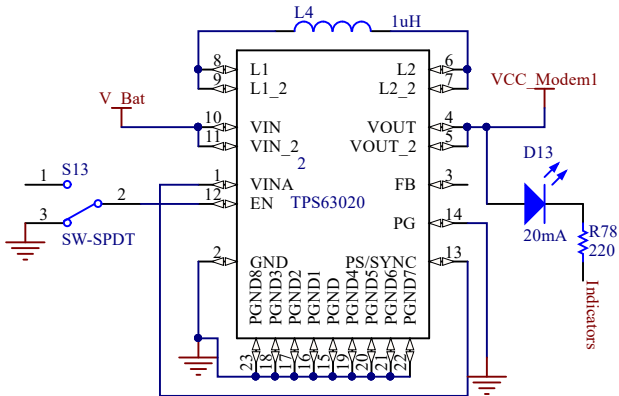 L4
1uH
8
L1
L2
6
9
L1_2
L2_2
7
V_Bat
VCC_Modem1
10
VIN
VOUT
4
11
VIN_2
VOUT_2
5
2
D13
S13
1
1
VINA
FB
3
2
12
EN
TPS63020
3
SW-SPDT
PG
14
20mA
R78
220
2
GND
PS/SYNC
13
PGND8
PGND3
PGND2
PGND1
PGND
PGND4
PGND5
PGND6
PGND7C
Indicators
23
18
17
16
15
19
20
21
22